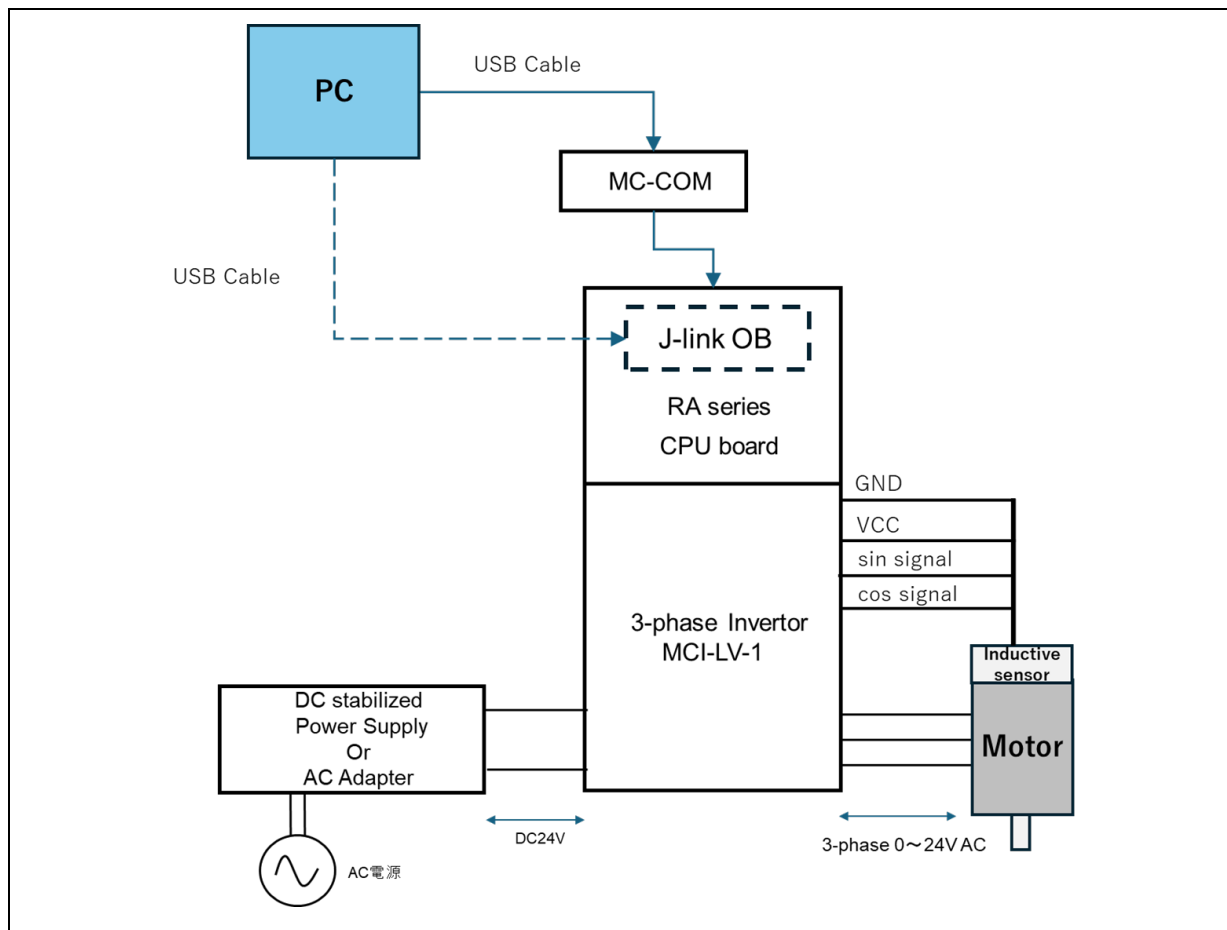 USB Cable
PC
MC-COM
USB Cable
J-link OB
RA series
CPU board
GND
VCC
sin signal
cos signal
3-phase Invertor
MCI-LV-1
Inductive
sensor
Motor
DC stabilized
Power Supply
Or
AC Adapter
DC24V
3-phase 0～24V AC
AC電源